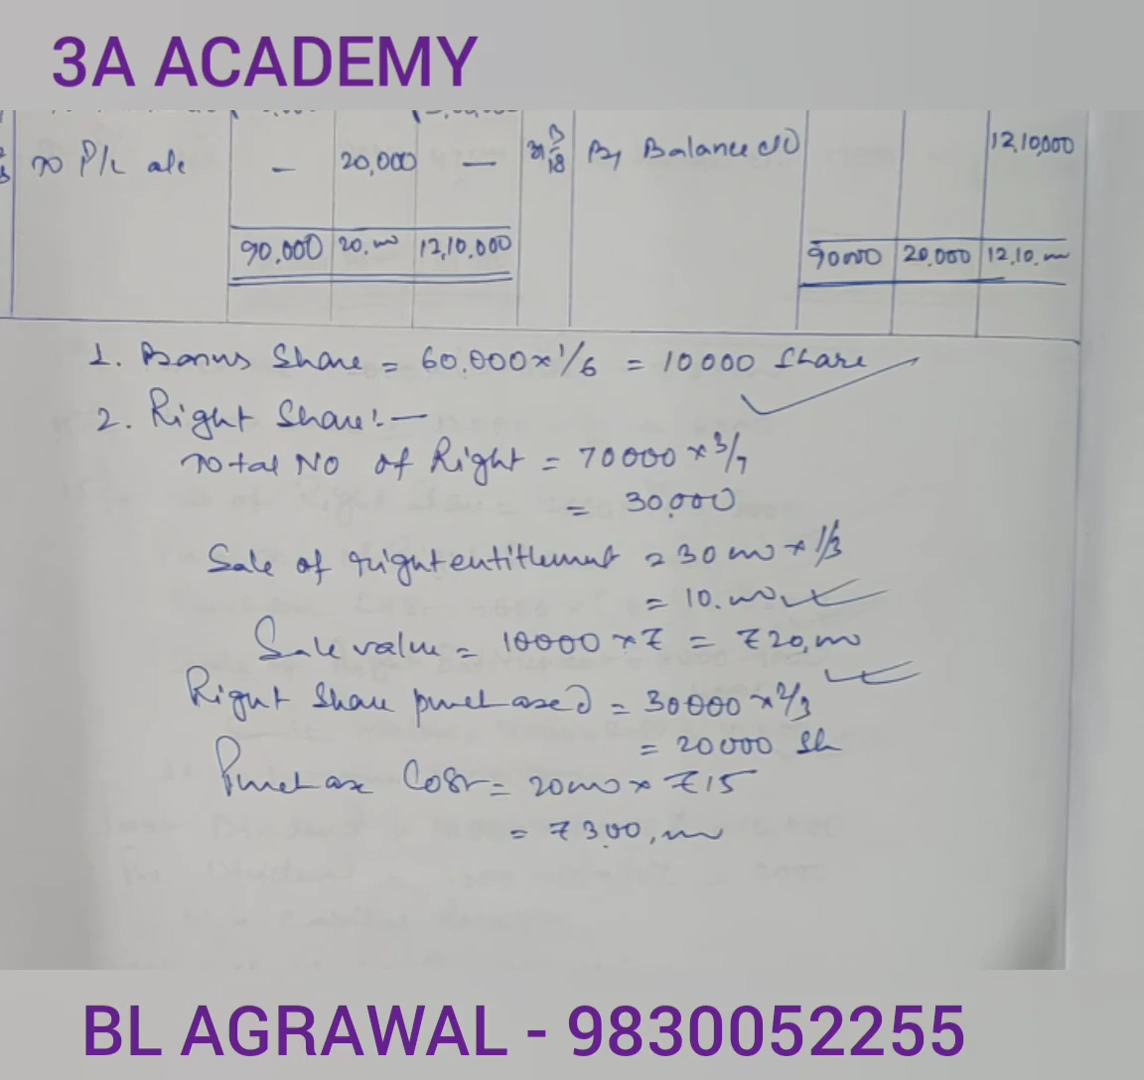 3A ACADEMY
To P/L a/c - 20,000 - 31/3/18 By Balance c/d 12,10,000
90,000 20,000 12,10,000 90000 20,000 12,10,000
1. Bonus Share = 60,000 × 1/6 = 10000 Share
2. Right Share:-
Total No of Right = 70000 × 3/7
= 30,000
Sale of right entitlement = 30000 × 1/3
= 10,000
Sale value = 10000 × ₹ = ₹20,000
Right Share purchased = 30000 × 2/3
= 20000 Sh
Purchase Cost = 20000 × ₹15
= ₹300,000
BL AGRAWAL - 9830052255